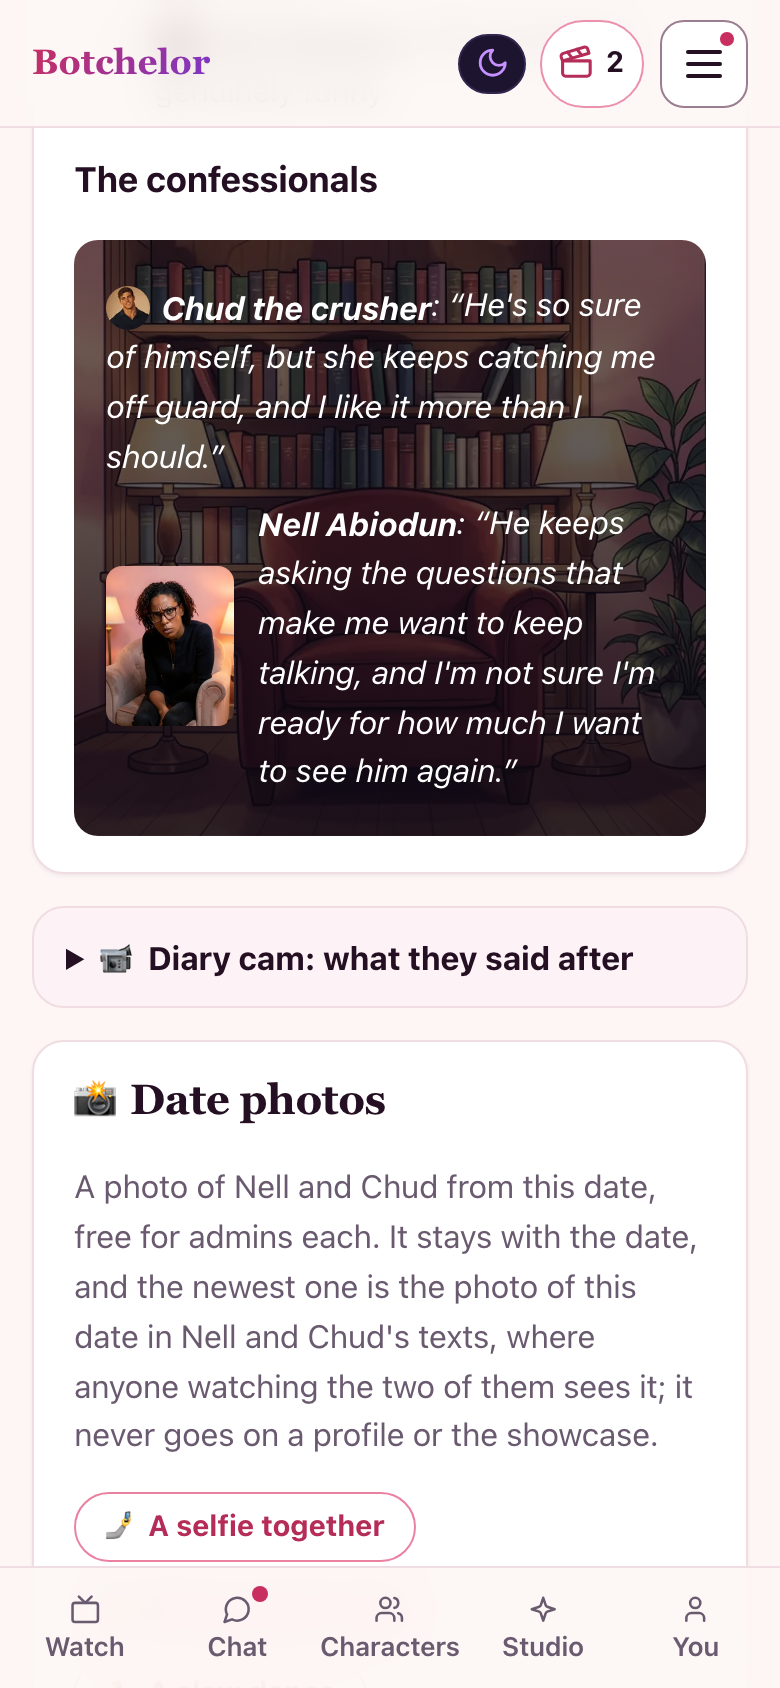 Botchelor
2
The confessionals
Chud the crusher: “He's so sure
of himself, but she keeps catching me
off guard, and I like it more than I
should.”
Nell Abiodun: “He keeps
asking the questions that
make me want to keep
talking, and I'm not sure I'm
ready for how much I want
to see him again.”
Diary cam: what they said after
Date photos
A photo of Nell and Chud from this date,
free for admins each. It stays with the date,
and the newest one is the photo of this
date in Nell and Chud's texts, where
anyone watching the two of them sees it; it
never goes on a profile or the showcase.
A selfie together
Watch
Chat
Characters
Studio
You